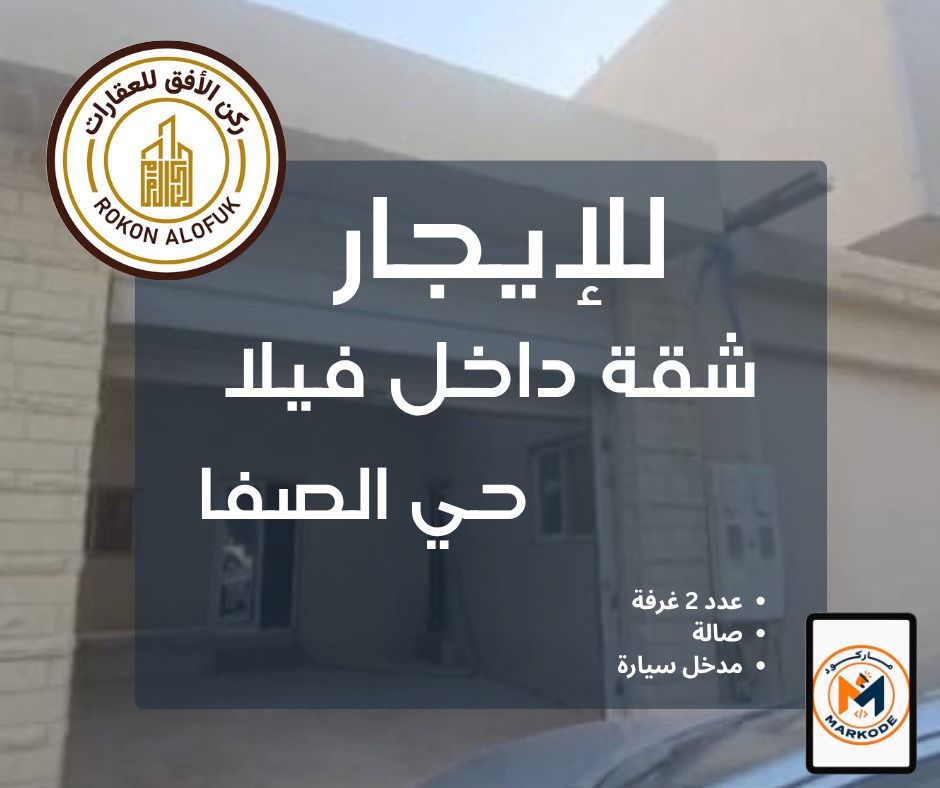 ركن الأفق للعقارات
ROKON ALOFUK
للإيجار
شقة داخل فيلا
حي الصفا
• عدد 2 غرفة
• صالة
• مدخل سيارة
ماركود
M
</>
MARKODE